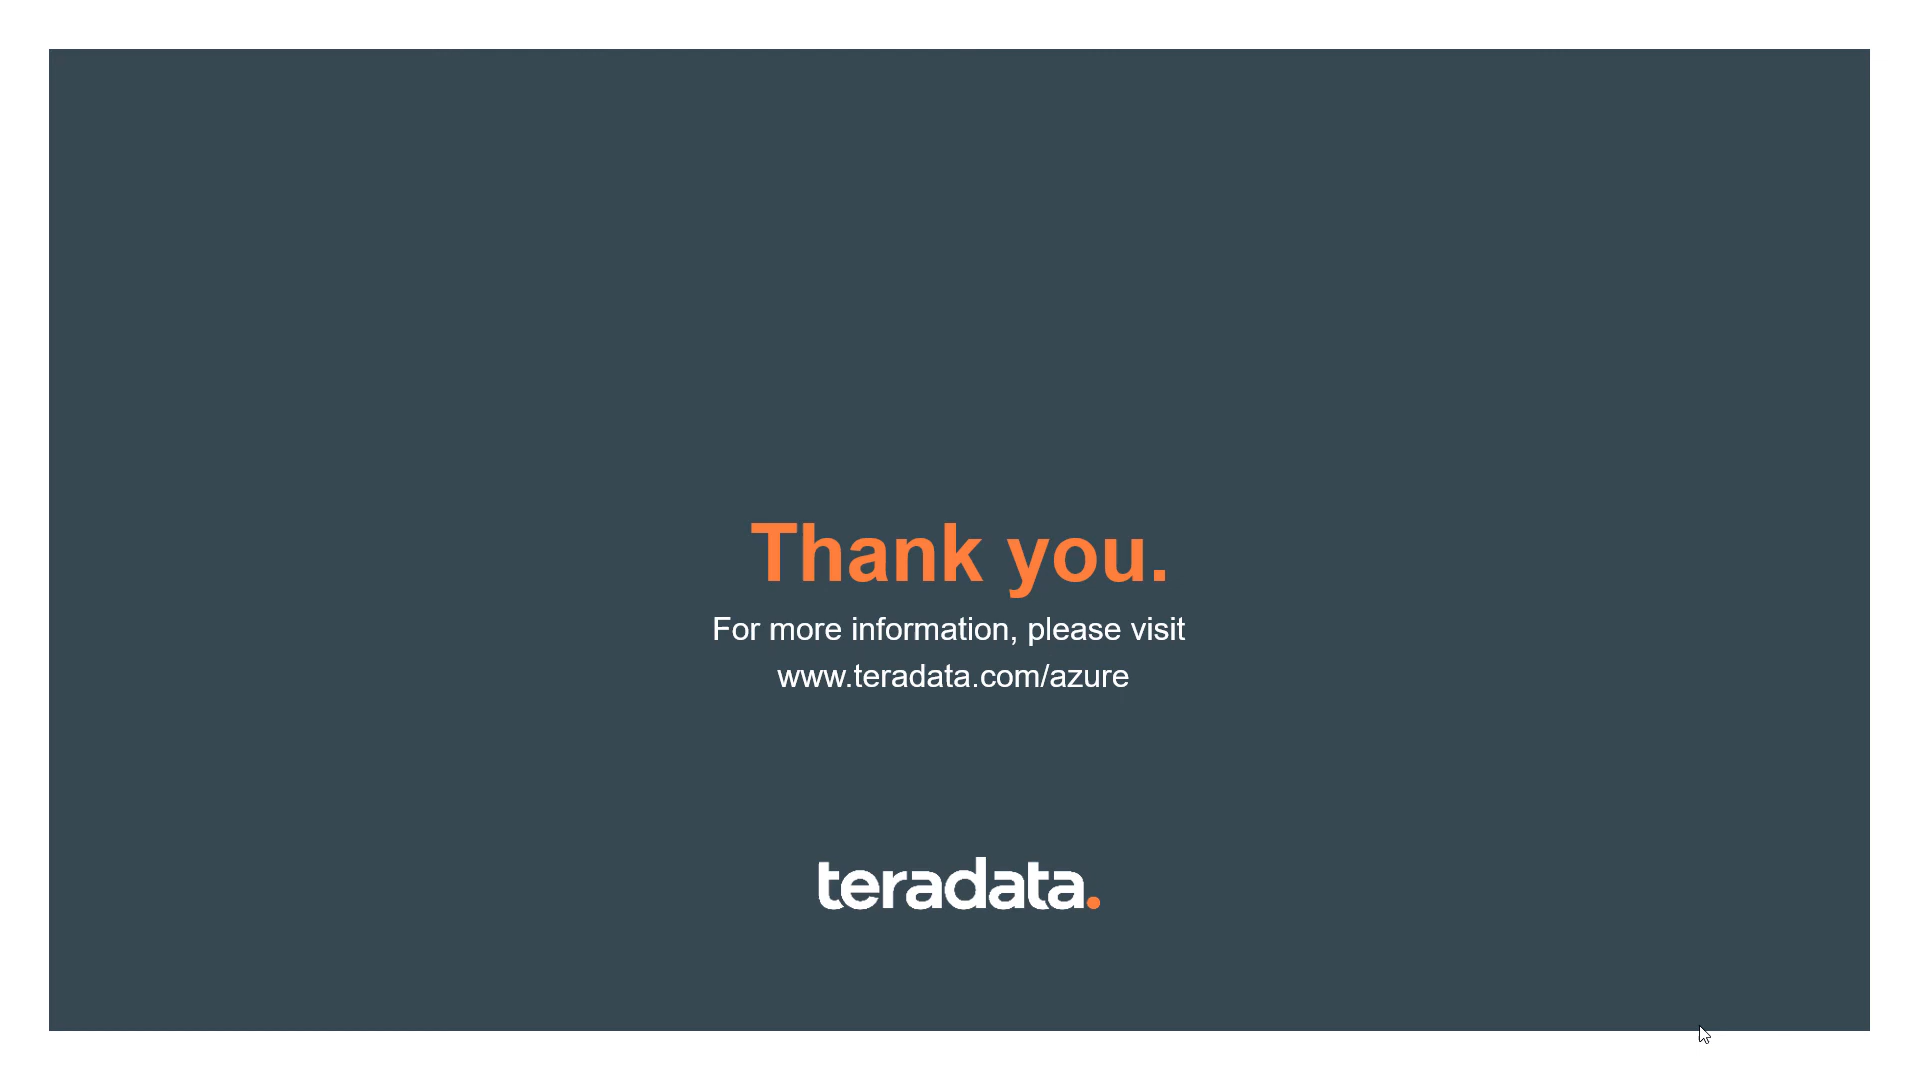 Thank you.
For more information, please visit
www.teradata.com/azure
teradata.